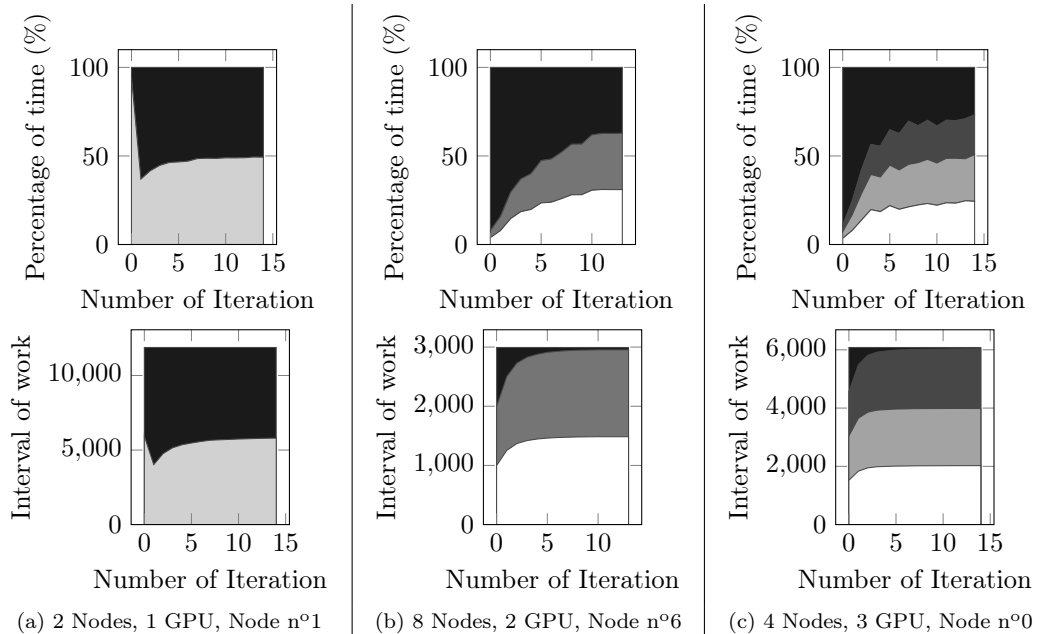 Percentage of time (%)
100
50
0
0 5 10 15
Number of Iteration
Interval of work
10,000
5,000
0
0 5 10 15
Number of Iteration
(a) 2 Nodes, 1 GPU, Node nº1
Percentage of time (%)
100
50
0
0 5 10
Number of Iteration
Interval of work
3,000
2,000
1,000
0
0 5 10
Number of Iteration
(b) 8 Nodes, 2 GPU, Node nº6
Percentage of time (%)
100
50
0
0 5 10 15
Number of Iteration
Interval of work
6,000
4,000
2,000
0
0 5 10 15
Number of Iteration
(c) 4 Nodes, 3 GPU, Node nº0